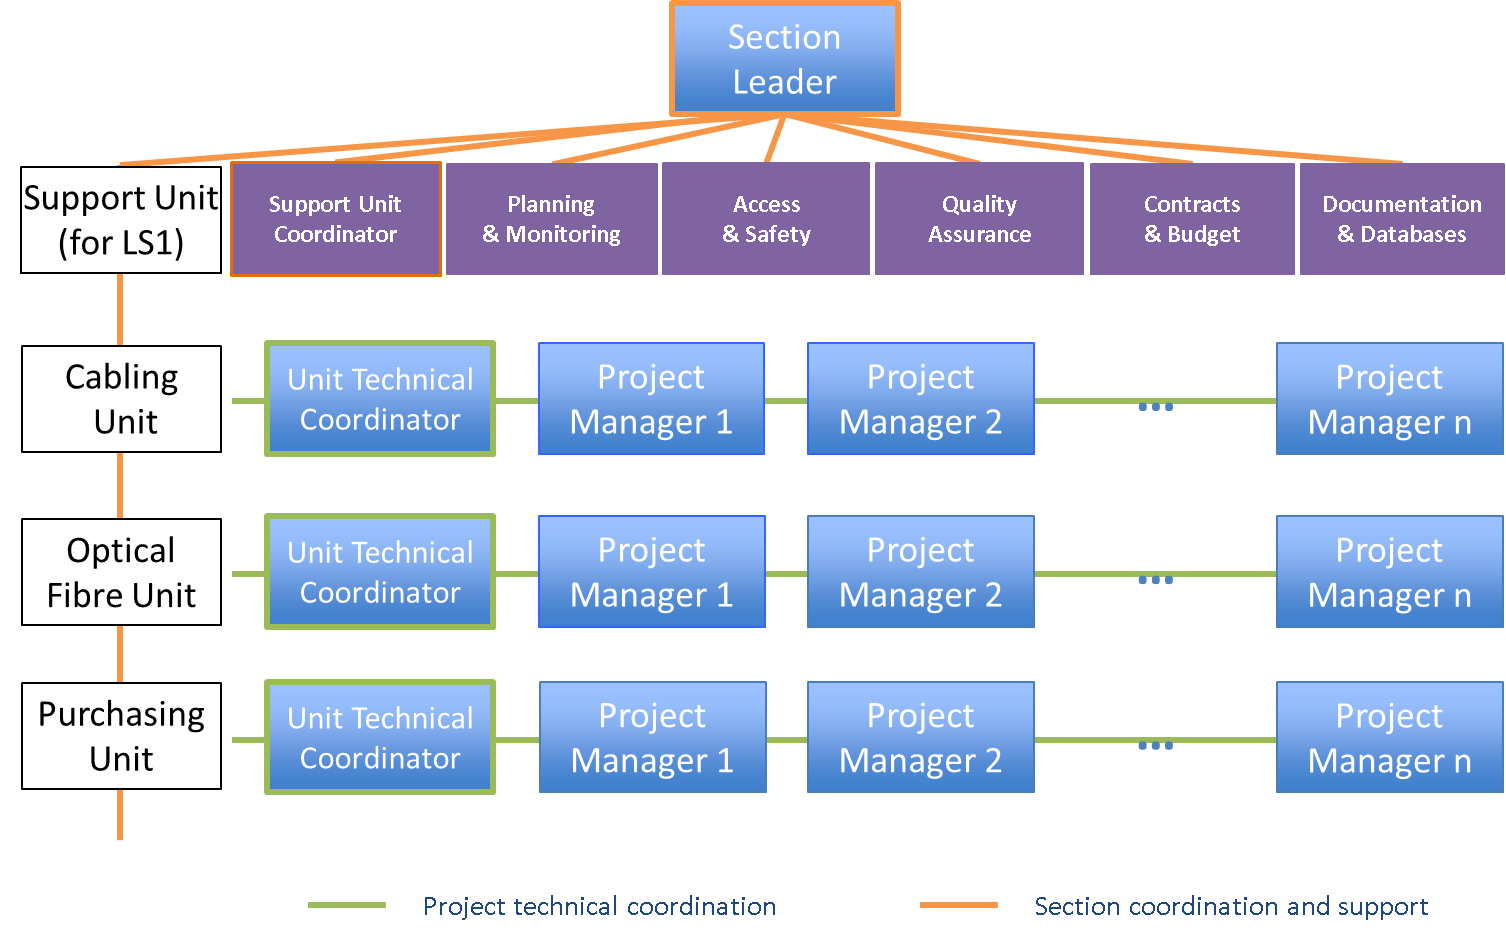 Section
Leader
Support Unit
(for LS1)
Support Unit
Coordinator
Planning
& Monitoring
Access
& Safety
Quality
Assurance
Contracts
& Budget
Documentation
& Databases
Cabling
Unit
Unit Technical
Coordinator
Project
Manager 1
Project
Manager 2
...
Project
Manager n
Optical
Fibre Unit
Unit Technical
Coordinator
Project
Manager 1
Project
Manager 2
...
Project
Manager n
Purchasing
Unit
Unit Technical
Coordinator
Project
Manager 1
Project
Manager 2
...
Project
Manager n
Project technical coordination
Section coordination and support